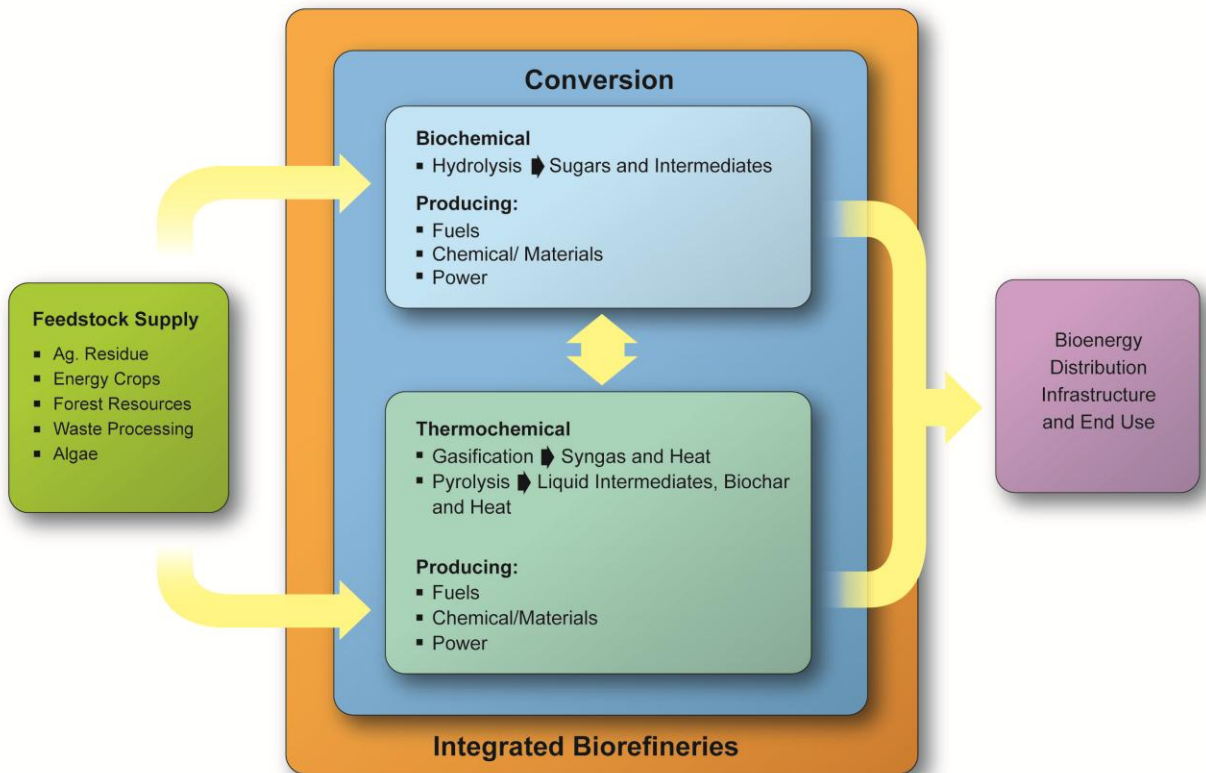 Feedstock Supply
▪ Ag. Residue
▪ Energy Crops
▪ Forest Resources
▪ Waste Processing
▪ Algae
Conversion
Biochemical
▪ Hydrolysis 🡆 Sugars and Intermediates
Producing:
▪ Fuels
▪ Chemical/ Materials
▪ Power
Thermochemical
▪ Gasification 🡆 Syngas and Heat
▪ Pyrolysis 🡆 Liquid Intermediates, Biochar
and Heat
Producing:
▪ Fuels
▪ Chemical/Materials
▪ Power
Integrated Biorefineries
Bioenergy
Distribution
Infrastructure
and End Use